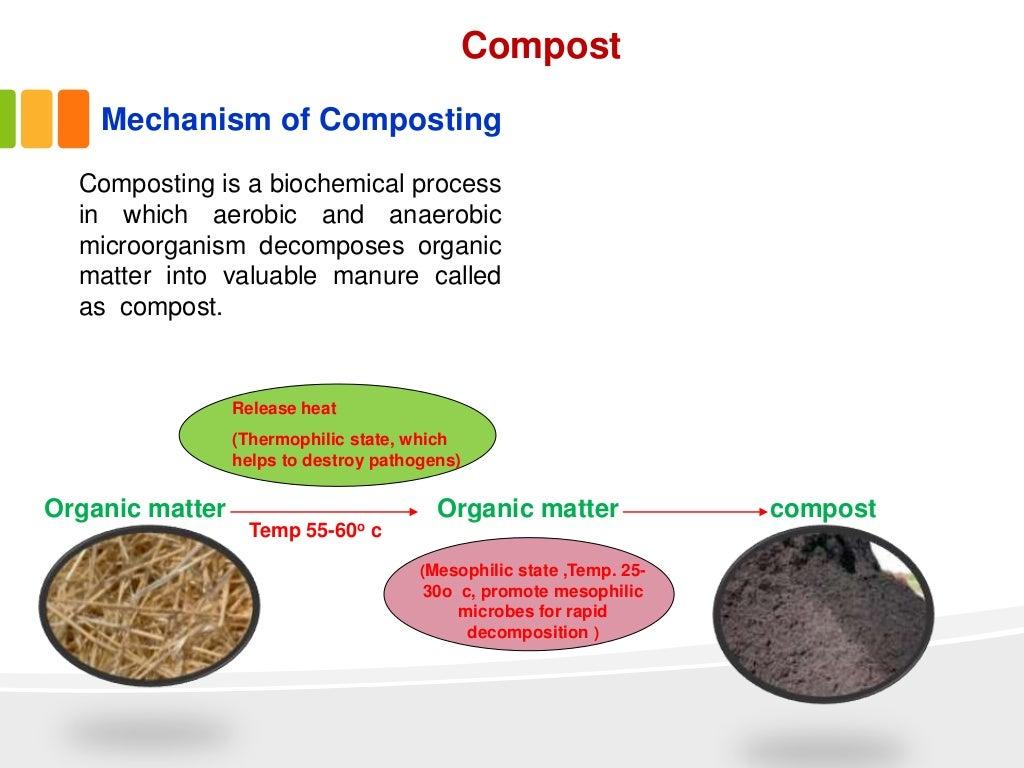 Compost
Mechanism of Composting
Composting is a biochemical process
in which aerobic and anaerobic
microorganism decomposes organic
matter into valuable manure called
as compost.
Release heat
(Thermophilic state, which
helps to destroy pathogens)
Organic matter
Temp 55-60º c
Organic matter
compost
(Mesophilic state ,Temp. 25-
30o c, promote mesophilic
microbes for rapid
decomposition )